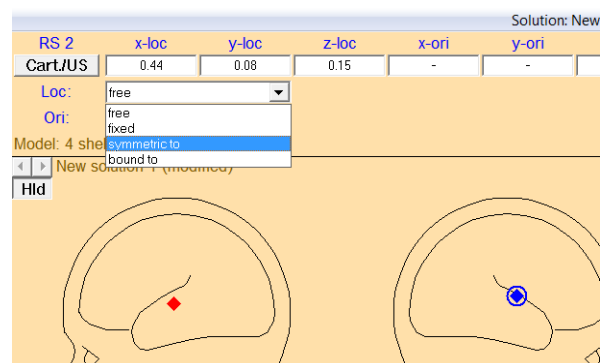 Solution: New
RS 2 x-loc y-loc z-loc x-ori y-ori
Cart./US 0.44 0.08 0.15 - -
Loc: free
free
Ori: fixed
Model: 4 she symmetric to
bound to
New solution 1 (modified)
Hld